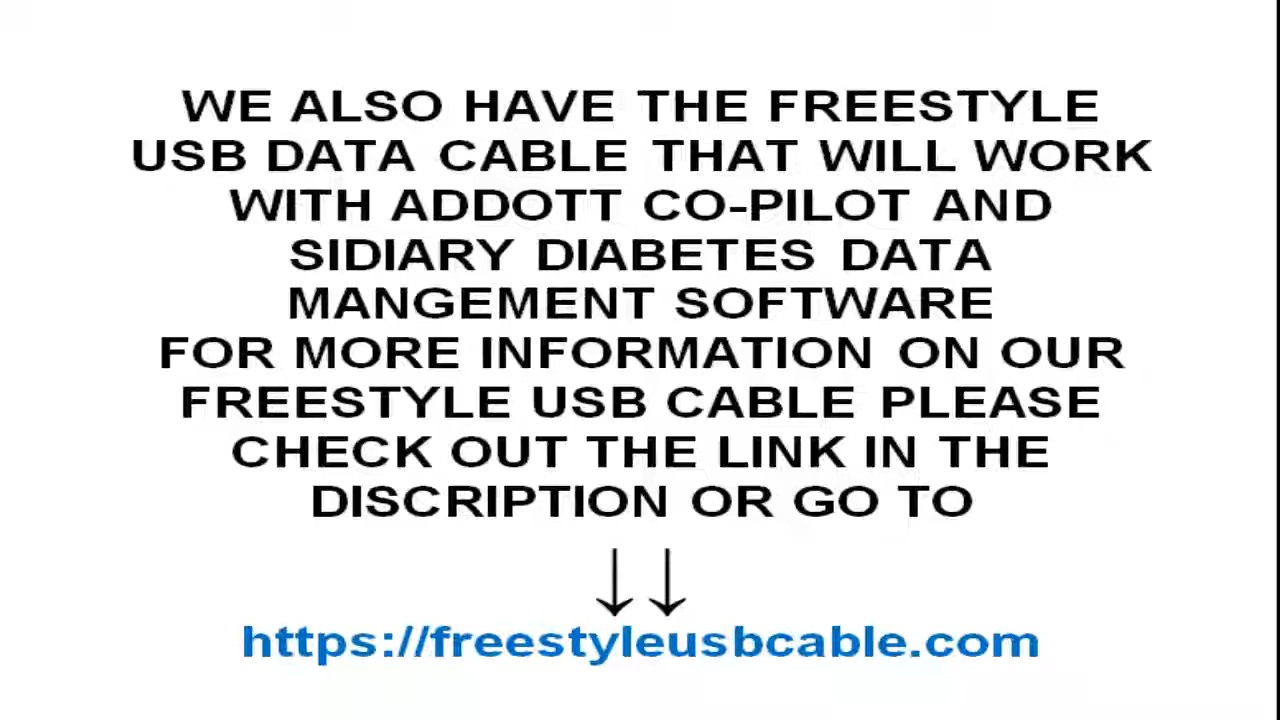 WE ALSO HAVE THE FREESTYLE
USB DATA CABLE THAT WILL WORK
WITH ADDOTT CO-PILOT AND
SIDIARY DIABETES DATA
MANGEMENT SOFTWARE
FOR MORE INFORMATION ON OUR
FREESTYLE USB CABLE PLEASE
CHECK OUT THE LINK IN THE
DISCRIPTION OR GO TO
↓↓
https://freestyleusbcable.com